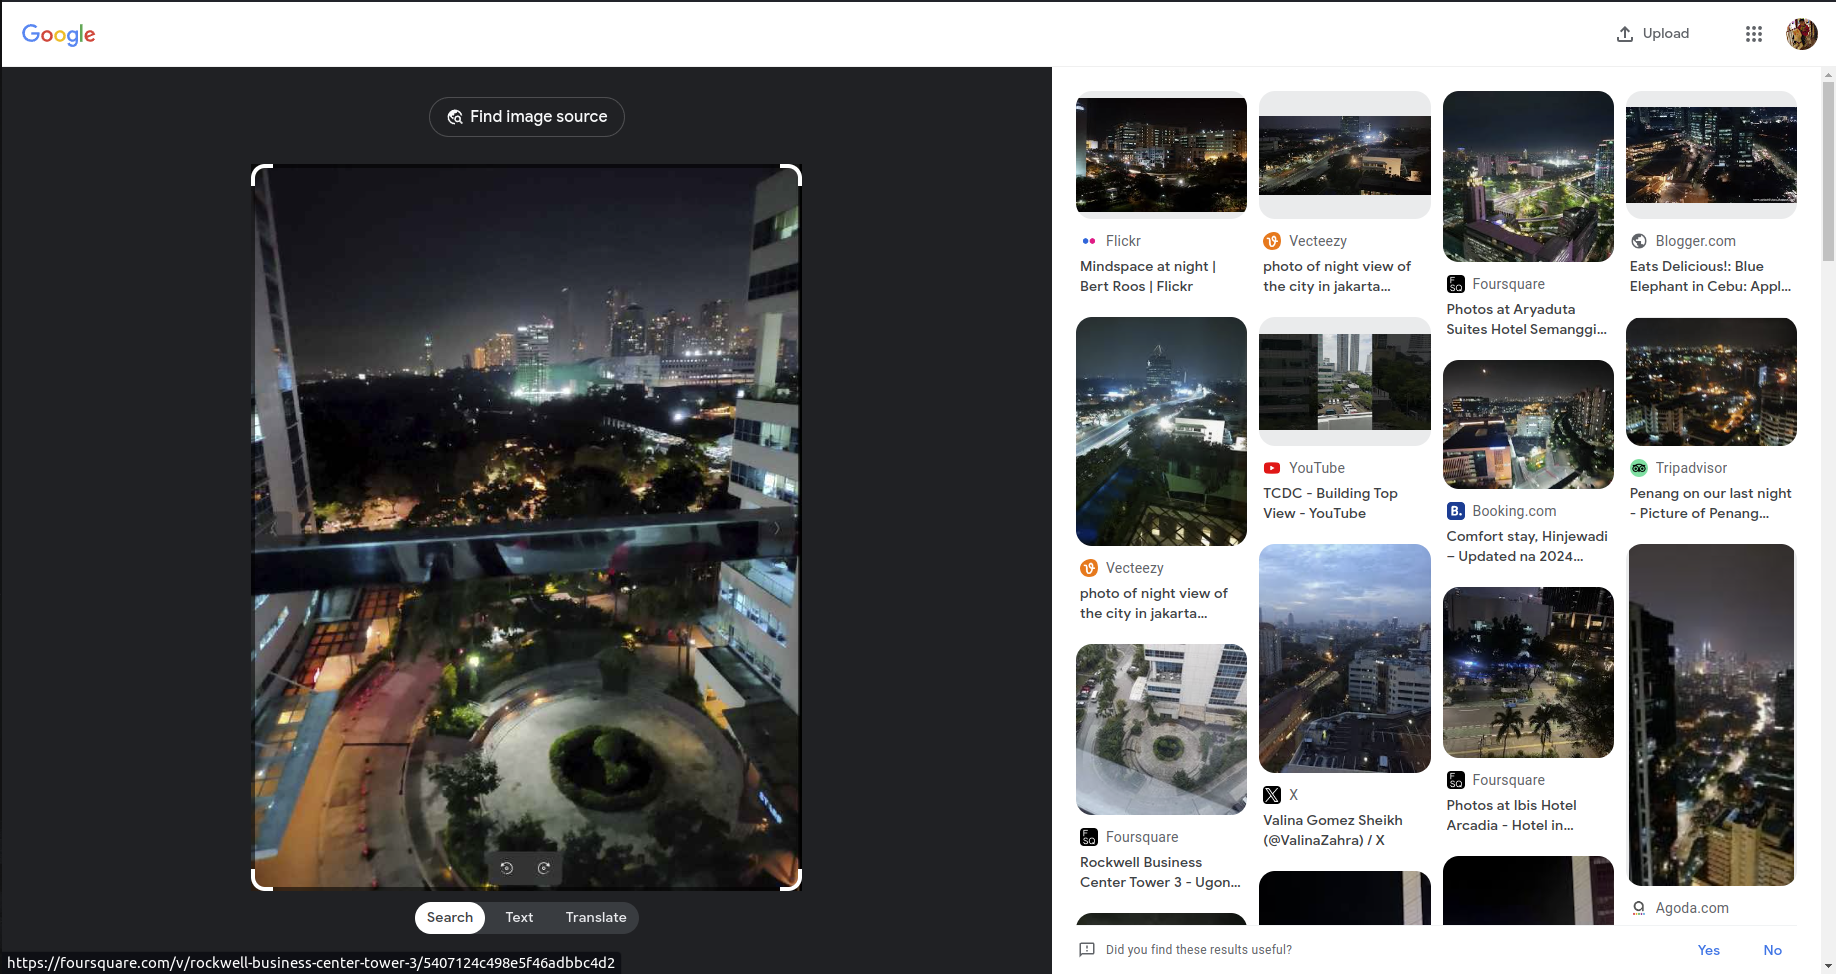 Google
Upload
Find image source
Flickr
Mindspace at night |
Bert Roos | Flickr
Vecteezy
photo of night view of
the city in jakarta...
Foursquare
Photos at Aryaduta
Suites Hotel Semanggi...
Blogger.com
Eats Delicious!: Blue
Elephant in Cebu: Appl...
Vecteezy
photo of night view of
the city in jakarta...
YouTube
TCDC - Building Top
View - YouTube
B.
Booking.com
Comfort stay, Hinjewadi
– Updated na 2024...
Tripadvisor
Penang on our last night
- Picture of Penang...
Foursquare
Rockwell Business
Center Tower 3 - Ugon...
X
Valina Gomez Sheikh
(@ValinaZahra) / X
Foursquare
Photos at Ibis Hotel
Arcadia - Hotel in...
Agoda.com
Search Text Translate
Did you find these results useful?
Yes No
https://foursquare.com/v/rockwell-business-center-tower-3/5407124c498e5f46adbbc4d2